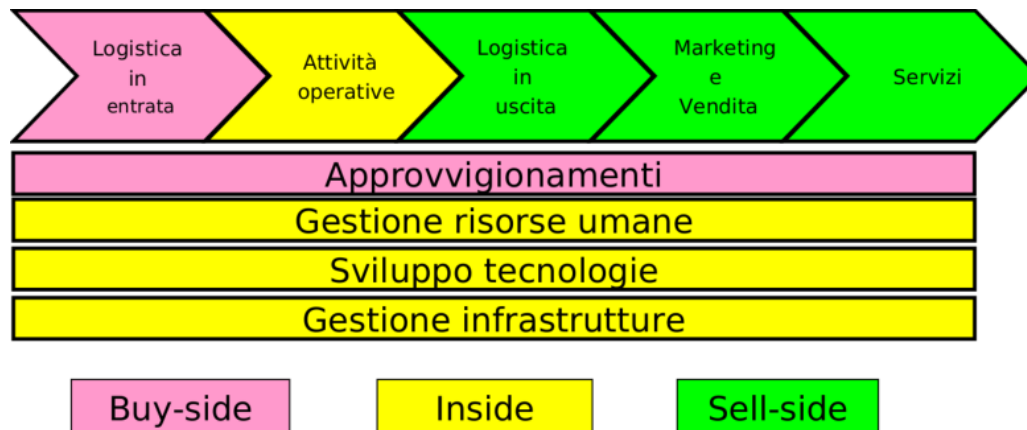 Logistica
in
entrata
Attività
operative
Logistica
in
uscita
Marketing
e
Vendita
Servizi
Approvvigionamenti
Gestione risorse umane
Sviluppo tecnologie
Gestione infrastrutture
Buy-side
Inside
Sell-side